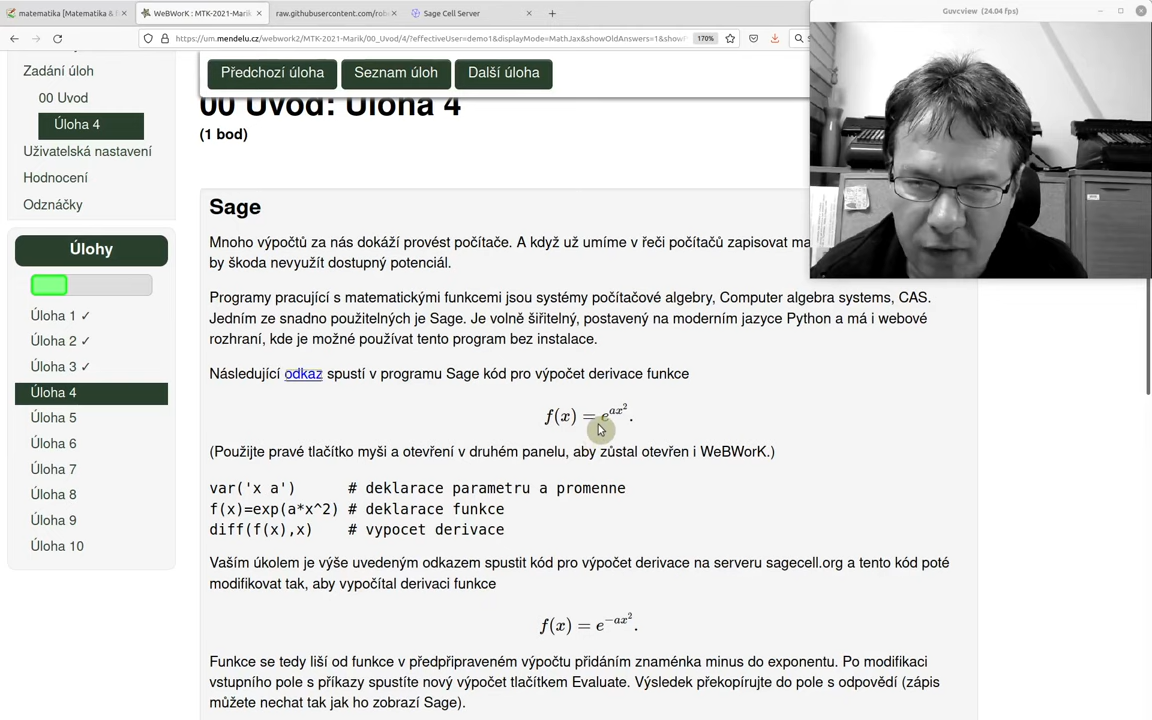 matematika [Matematika &
WeBWorK : MTK-2021-Marik
raw.githubusercontent.com/rob
Sage Cell Server
Guvcview (24.04 fps)
https://um.mendelu.cz/webwork2/MTK-2021-Marik/00_Uvod/4/?effectiveUser=demo1&displayMode=MathJax&showOldAnswers=1&show
170%
Zadání úloh
00 Uvod
Úloha 4
Uživatelská nastavení
Hodnocení
Odznáčky
Úlohy
Úloha 1 ✓
Úloha 2 ✓
Úloha 3 ✓
Úloha 4
Úloha 5
Úloha 6
Úloha 7
Úloha 8
Úloha 9
Úloha 10
Předchozí úloha
Seznam úloh
Další úloha
00 Uvod: Úloha 4
(1 bod)
Sage
Mnoho výpočtů za nás dokáží provést počítače. A když už umíme v řeči počítačů zapisovat ma
by škoda nevyužít dostupný potenciál.
Programy pracující s matematickými funkcemi jsou systémy počítačové algebry, Computer algebra systems, CAS.
Jedním ze snadno použitelných je Sage. Je volně šiřitelný, postavený na moderním jazyce Python a má i webové
rozhraní, kde je možné používat tento program bez instalace.
Následující odkaz spustí v programu Sage kód pro výpočet derivace funkce
f(x) = e^{ax^2}.
(Použijte pravé tlačítko myši a otevření v druhém panelu, aby zůstal otevřen i WeBWorK.)
var('x a')      # deklarace parametru a promenne
f(x)=exp(a*x^2) # deklarace funkce
diff(f(x),x)    # vypocet derivace
Vaším úkolem je výše uvedeným odkazem spustit kód pro výpočet derivace na serveru sagecell.org a tento kód poté
modifikovat tak, aby vypočítal derivaci funkce
f(x) = e^{-ax^2}.
Funkce se tedy liší od funkce v předpřipraveném výpočtu přidáním znaménka minus do exponentu. Po modifikaci
vstupního pole s příkazy spustíte nový výpočet tlačítkem Evaluate. Výsledek překopírujte do pole s odpovědí (zápis
můžete nechat tak jak ho zobrazí Sage).